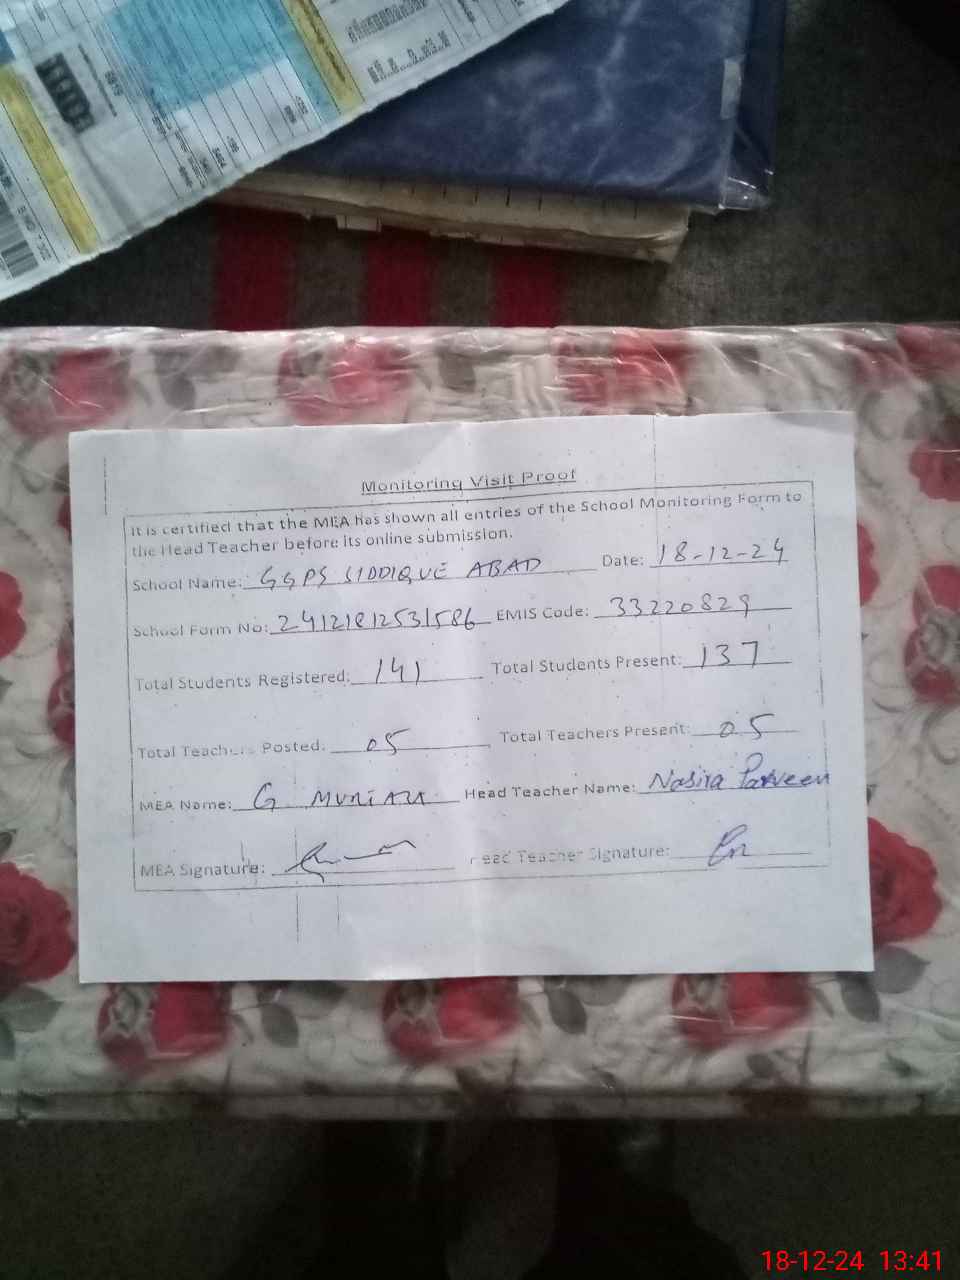 Monitoring Visit Proof
It is certified that the MEA has shown all entries of the School Monitoring Form to
the Head Teacher before its online submission.
School Name: GGPS SIDDIQUE ABAD Date: 18-12-24
School Form No: 24121812531586 EMIS Code: 33220829
Total Students Registered: 141 Total Students Present: 137
Total Teachers Posted: 05 Total Teachers Present: 05
MEA Name: G Head Teacher Name: Nasira Parveen
MEA Signature: Head Teacher Signature:
18-12-24 13:41